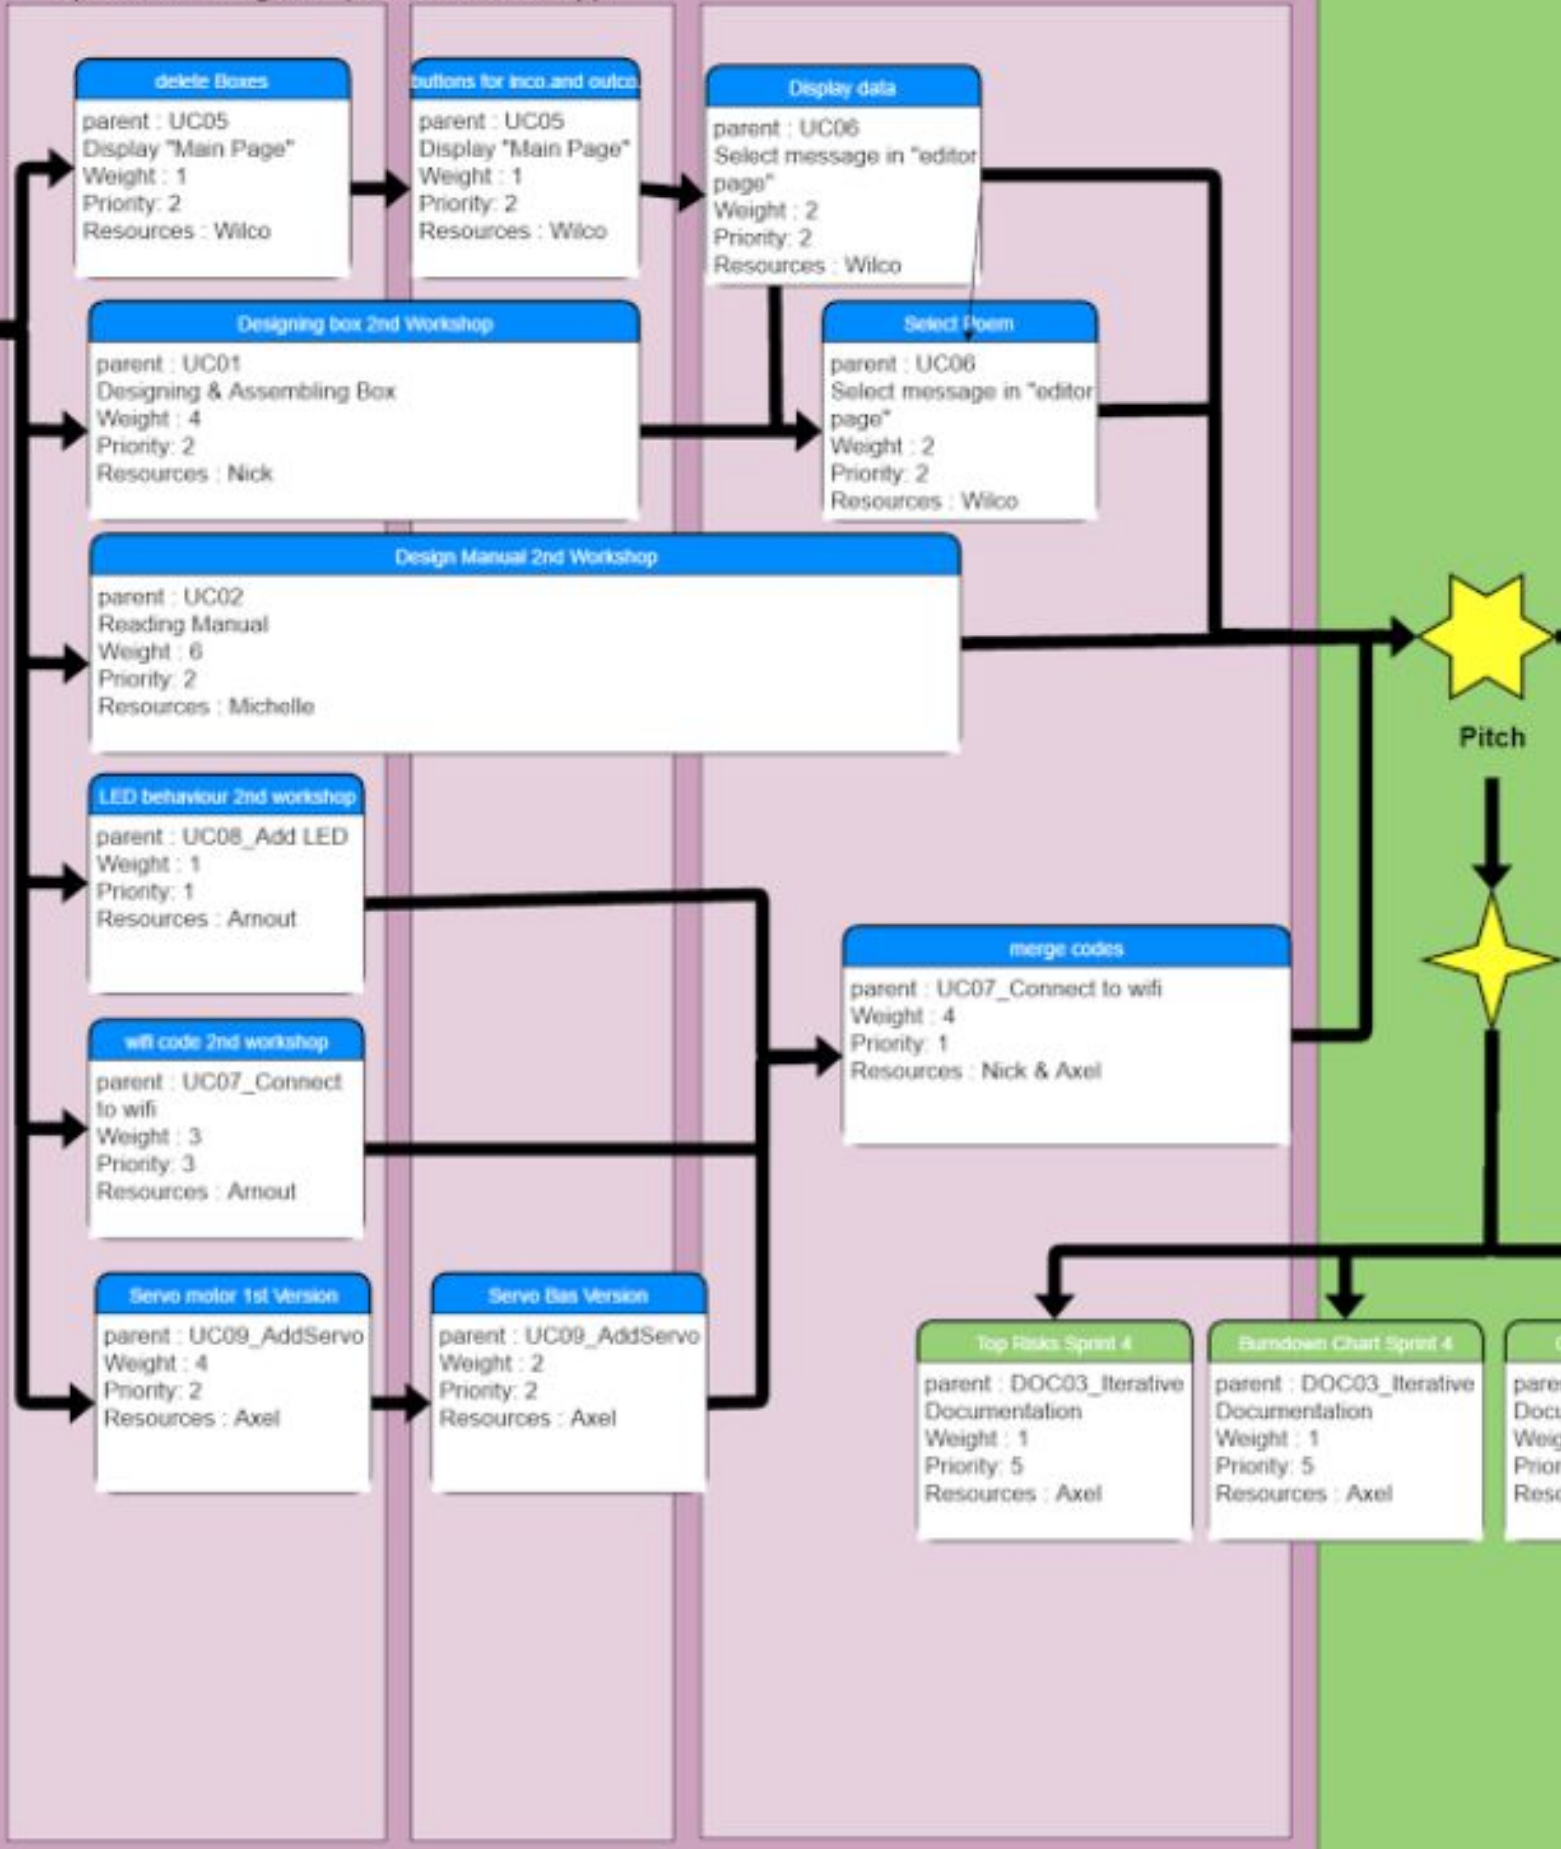 delete Boxes
parent : UC05
Display "Main Page"
Weight : 1
Priority: 2
Resources : Wilco
buttons for inco.and outco.
parent : UC05
Display "Main Page"
Weight : 1
Priority: 2
Resources : Wilco
Display data
parent : UC06
Select message in "editor
page"
Weight : 2
Priority: 2
Resources : Wilco
Designing box 2nd Workshop
parent : UC01
Designing & Assembling Box
Weight : 4
Priority: 2
Resources : Nick
Select Poem
parent : UC06
Select message in "editor
page"
Weight : 2
Priority: 2
Resources : Wilco
Design Manual 2nd Workshop
parent : UC02
Reading Manual
Weight : 6
Priority: 2
Resources : Michelle
Pitch
LED behaviour 2nd workshop
parent : UC08_Add LED
Weight : 1
Priority: 1
Resources : Arnout
merge codes
parent : UC07_Connect to wifi
Weight : 4
Priority: 1
Resources : Nick & Axel
wifi code 2nd workshop
parent : UC07_Connect
to wifi
Weight : 3
Priority: 3
Resources : Arnout
Servo motor 1st Version
parent : UC09_AddServo
Weight : 4
Priority: 2
Resources : Axel
Servo Bas Version
parent : UC09_AddServo
Weight : 2
Priority: 2
Resources : Axel
Top Risks Sprint 4
parent : DOC03_Iterative
Documentation
Weight : 1
Priority: 5
Resources : Axel
Burndown Chart Sprint 4
parent : DOC03_Iterative
Documentation
Weight : 1
Priority: 5
Resources : Axel